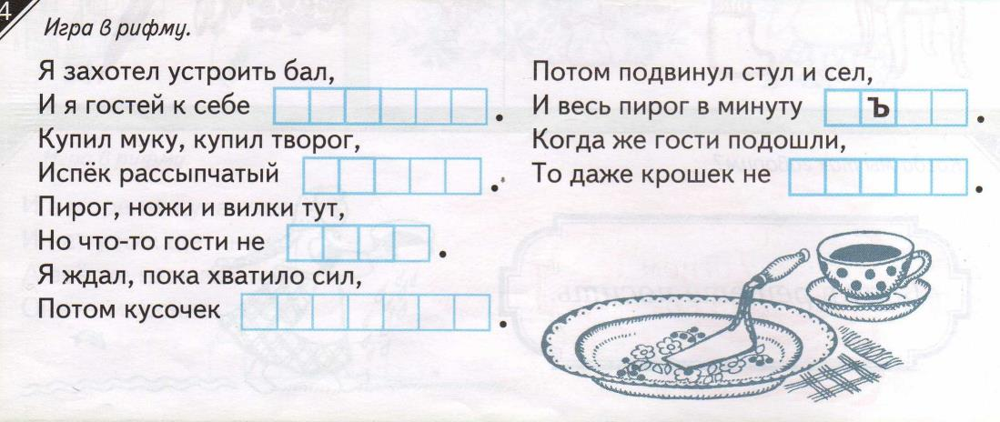 4
Игра в рифму.
Я захотел устроить бал,
И я гостей к себе .
Купил муку, купил творог,
Испёк рассыпчатый .
Пирог, ножи и вилки тут,
Но что-то гости не .
Я ждал, пока хватило сил,
Потом кусочек .
Потом подвинул стул и сел,
И весь пирог в минуту Ъ .
Когда же гости подошли,
То даже крошек не .